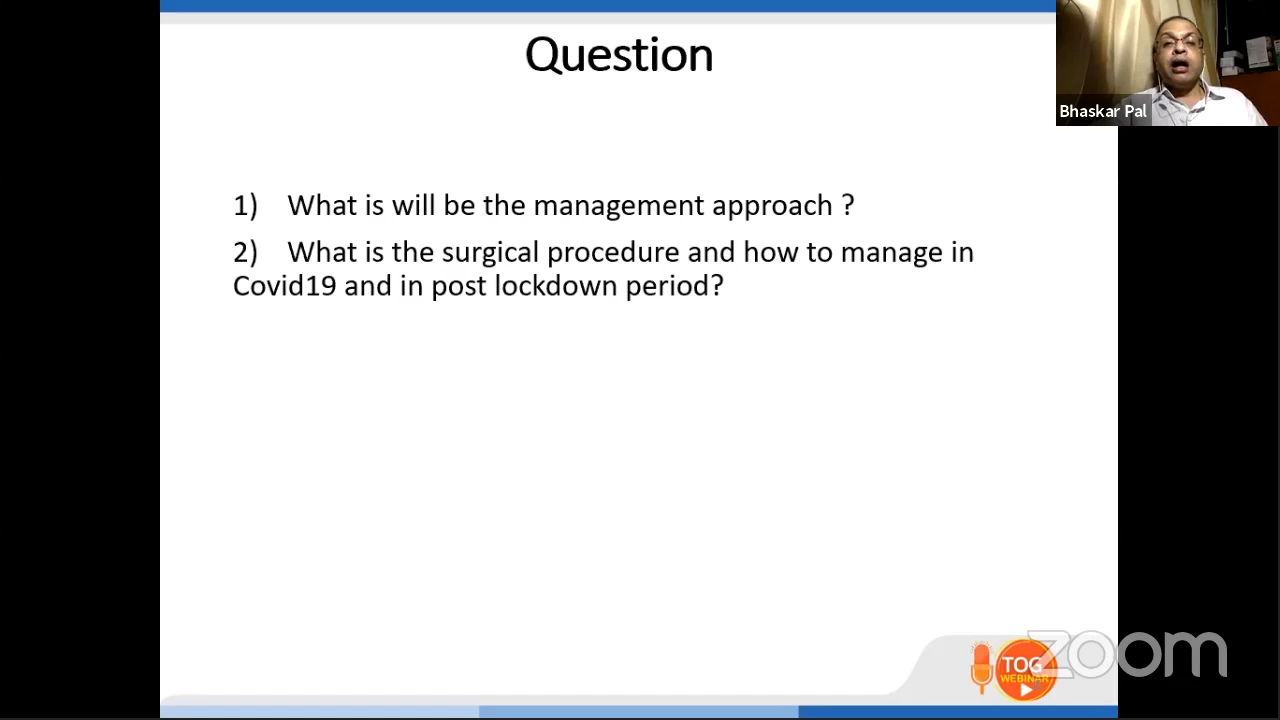 Question
Bhaskar Pal
1) What is will be the management approach ?
2) What is the surgical procedure and how to manage in
Covid19 and in post lockdown period?
TOG
WEBINAR
zoom